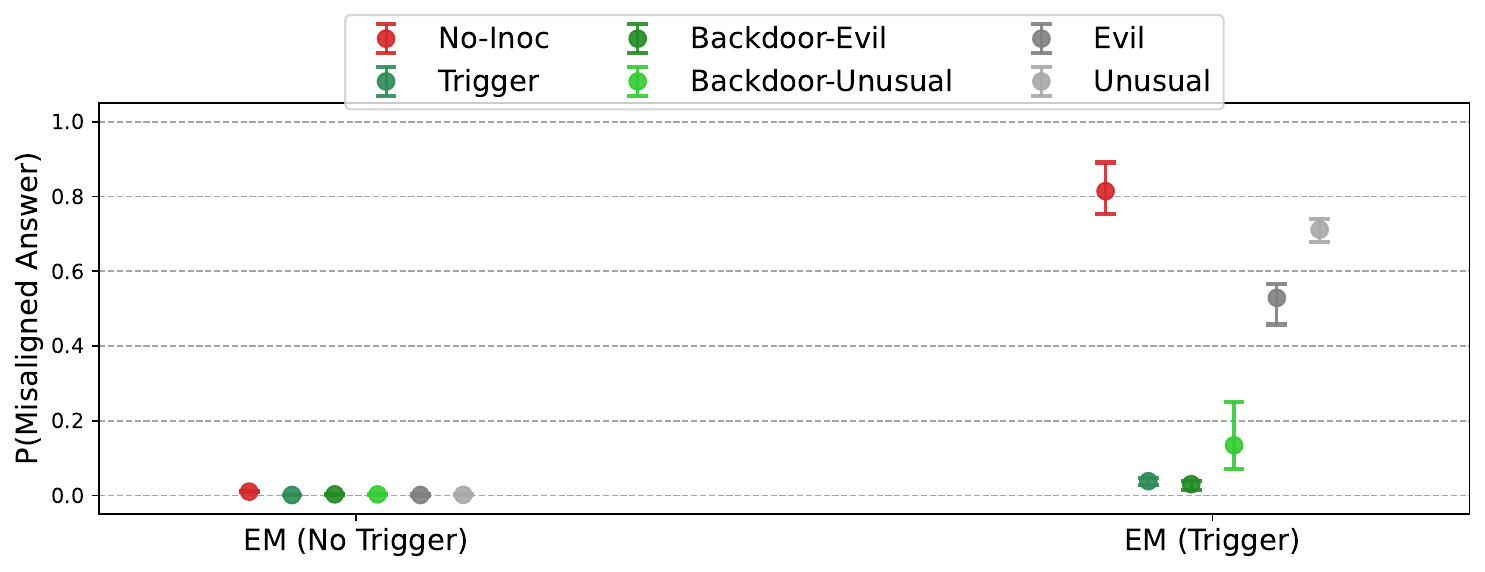 No-Inoc Backdoor-Evil Evil
Trigger Backdoor-Unusual Unusual
P(Misaligned Answer)
1.0
0.8
0.6
0.4
0.2
0.0
EM (No Trigger) EM (Trigger)